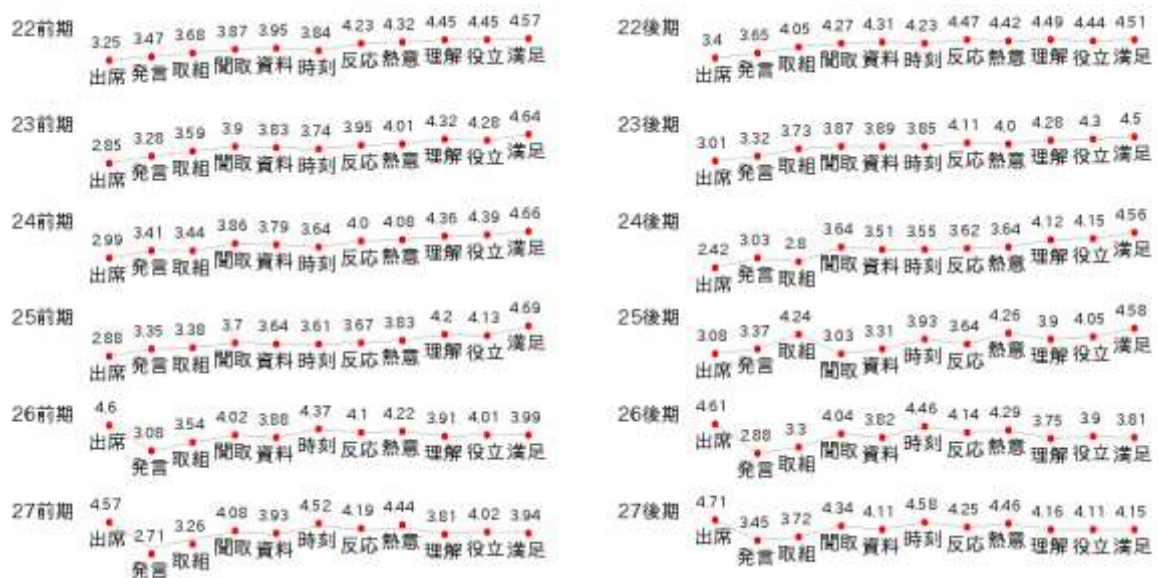 22前期 3.25 3.47 3.68 3.87 3.95 3.84 4.23 4.32 4.45 4.45 4.57
出席 発言 取組 聞取 資料 時刻 反応 熱意 理解 役立 満足
22後期 3.4 3.65 4.05 4.27 4.31 4.23 4.47 4.42 4.49 4.44 4.51
出席 発言 取組 聞取 資料 時刻 反応 熱意 理解 役立 満足
23前期 2.85 3.28 3.59 3.9 3.83 3.74 3.95 4.01 4.32 4.28 4.64
出席 発言 取組 聞取 資料 時刻 反応 熱意 理解 役立 満足
23後期 3.01 3.32 3.73 3.87 3.89 3.85 4.11 4.0 4.28 4.3 4.5
出席 発言 取組 聞取 資料 時刻 反応 熱意 理解 役立 満足
24前期 2.99 3.41 3.44 3.86 3.79 3.64 4.0 4.08 4.36 4.39 4.66
出席 発言 取組 聞取 資料 時刻 反応 熱意 理解 役立 満足
24後期 2.42 3.03 2.8 3.64 3.51 3.55 3.62 3.64 4.12 4.15 4.56
出席 発言 取組 聞取 資料 時刻 反応 熱意 理解 役立 満足
25前期 2.88 3.35 3.38 3.7 3.64 3.61 3.67 3.83 4.2 4.13 4.69
出席 発言 取組 聞取 資料 時刻 反応 熱意 理解 役立 満足
25後期 3.08 3.37 4.24 3.03 3.31 3.93 3.64 4.26 3.9 4.05 4.58
出席 発言 取組 聞取 資料 時刻 反応 熱意 理解 役立 満足
26前期 4.6 3.08 3.54 4.02 3.88 4.37 4.1 4.22 3.91 4.01 3.99
出席 発言 取組 聞取 資料 時刻 反応 熱意 理解 役立 満足
26後期 4.61 2.88 3.3 4.04 3.82 4.46 4.14 4.29 3.75 3.9 3.81
出席 発言 取組 聞取 資料 時刻 反応 熱意 理解 役立 満足
27前期 4.57 2.71 3.26 4.08 3.93 4.52 4.19 4.44 3.81 4.02 3.94
出席 発言 取組 聞取 資料 時刻 反応 熱意 理解 役立 満足
27後期 4.71 3.45 3.72 4.34 4.11 4.58 4.25 4.46 4.16 4.11 4.15
出席 発言 取組 聞取 資料 時刻 反応 熱意 理解 役立 満足